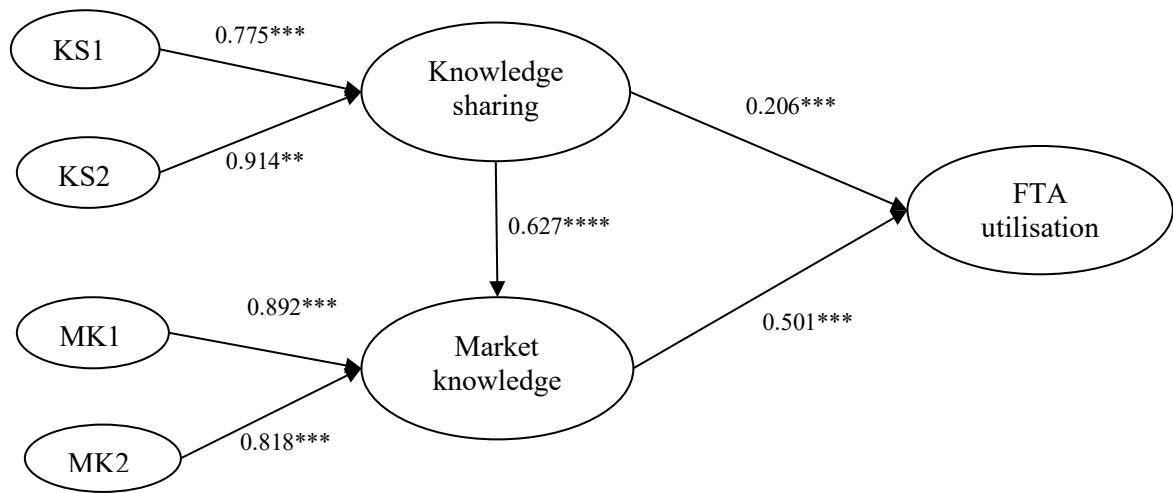 KS1
0.775***
Knowledge
sharing
0.206***
KS2
0.914**
FTA
utilisation
0.627****
MK1
0.892***
Market
knowledge
0.501***
MK2
0.818***